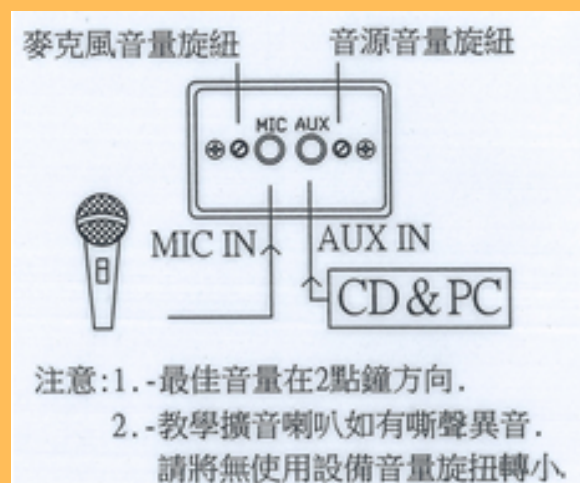 麥克風音量旋鈕 音源音量旋鈕
MIC AUX
MIC IN AUX IN
CD & PC
注意:1.-最佳音量在2點鐘方向.
2.-教學擴音喇叭如有嘶聲異音.
請將無使用設備音量旋扭轉小.